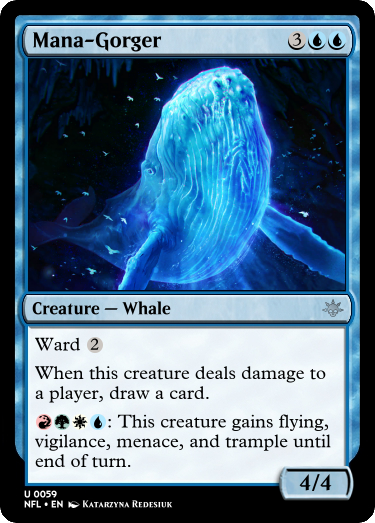 Mana-Gorger 3
Creature — Whale
Ward 2
When this creature deals damage to
a player, draw a card.
: This creature gains flying,
vigilance, menace, and trample until
end of turn.
4/4
U 0059
NFL • EN Katarzyna Redesiuk